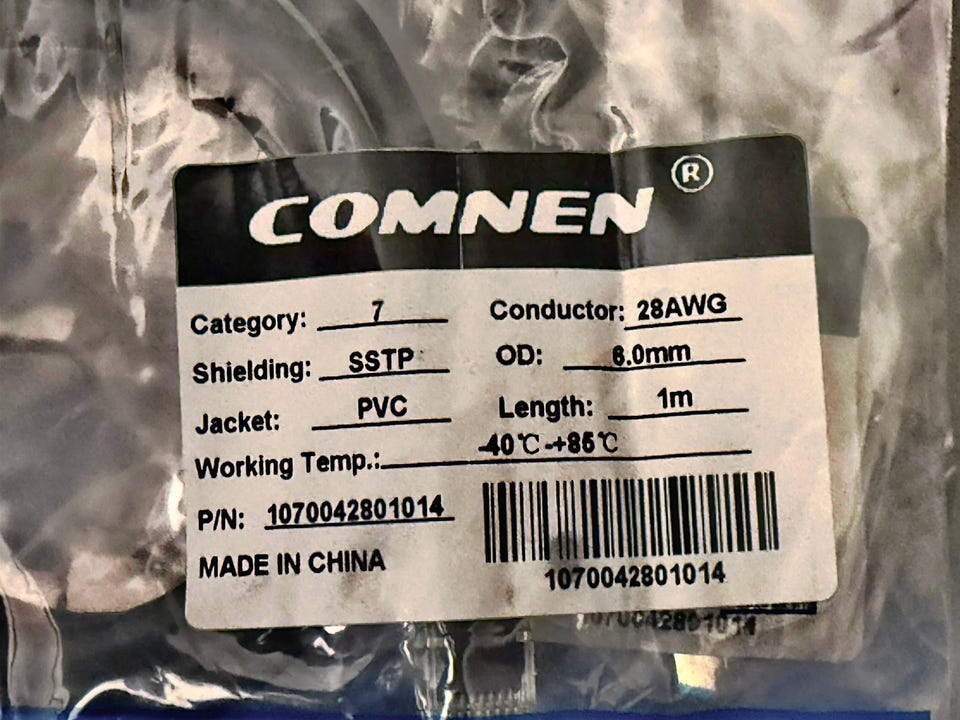 COMNEN ®
Category: 7 Conductor: 28AWG
Shielding: SSTP OD: 6.0mm
Jacket: PVC Length: 1m
Working Temp.: -40℃-+85℃
P/N: 1070042801014
MADE IN CHINA
1070042801014
1070042801014